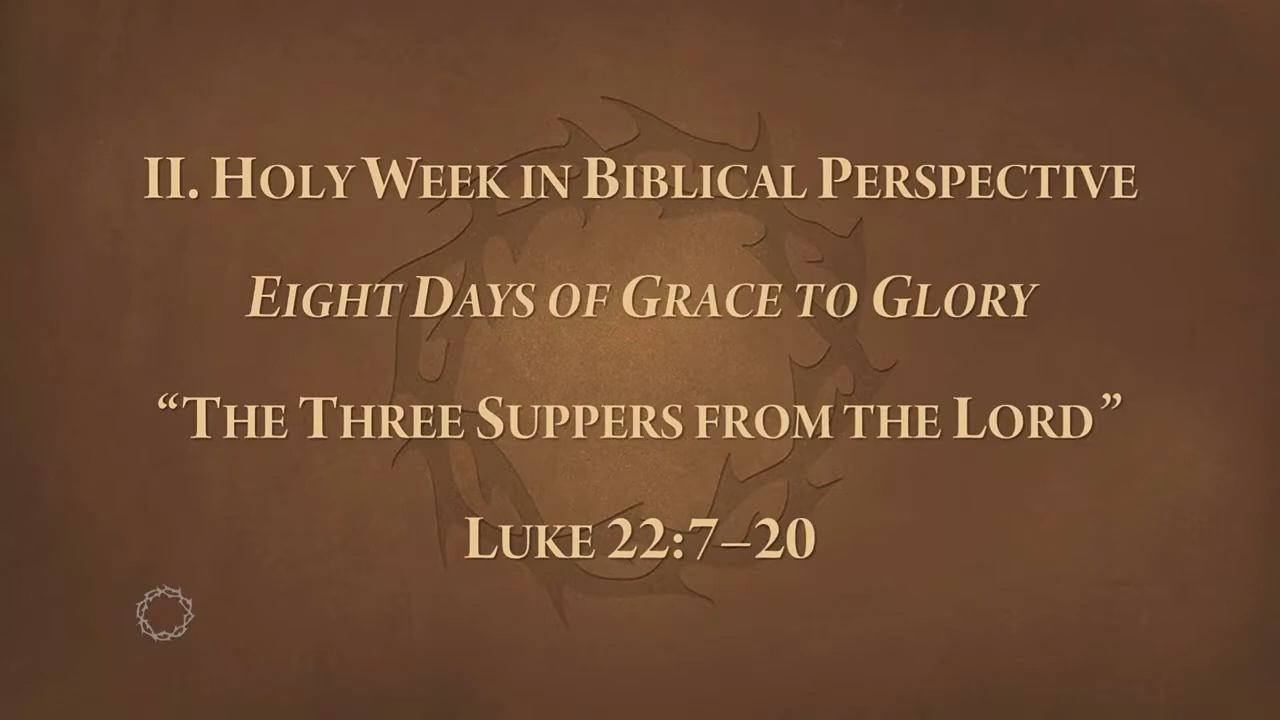 II. Holy Week in Biblical Perspective
Eight Days of Grace to Glory
“The Three Suppers from the Lord”
Luke 22:7–20